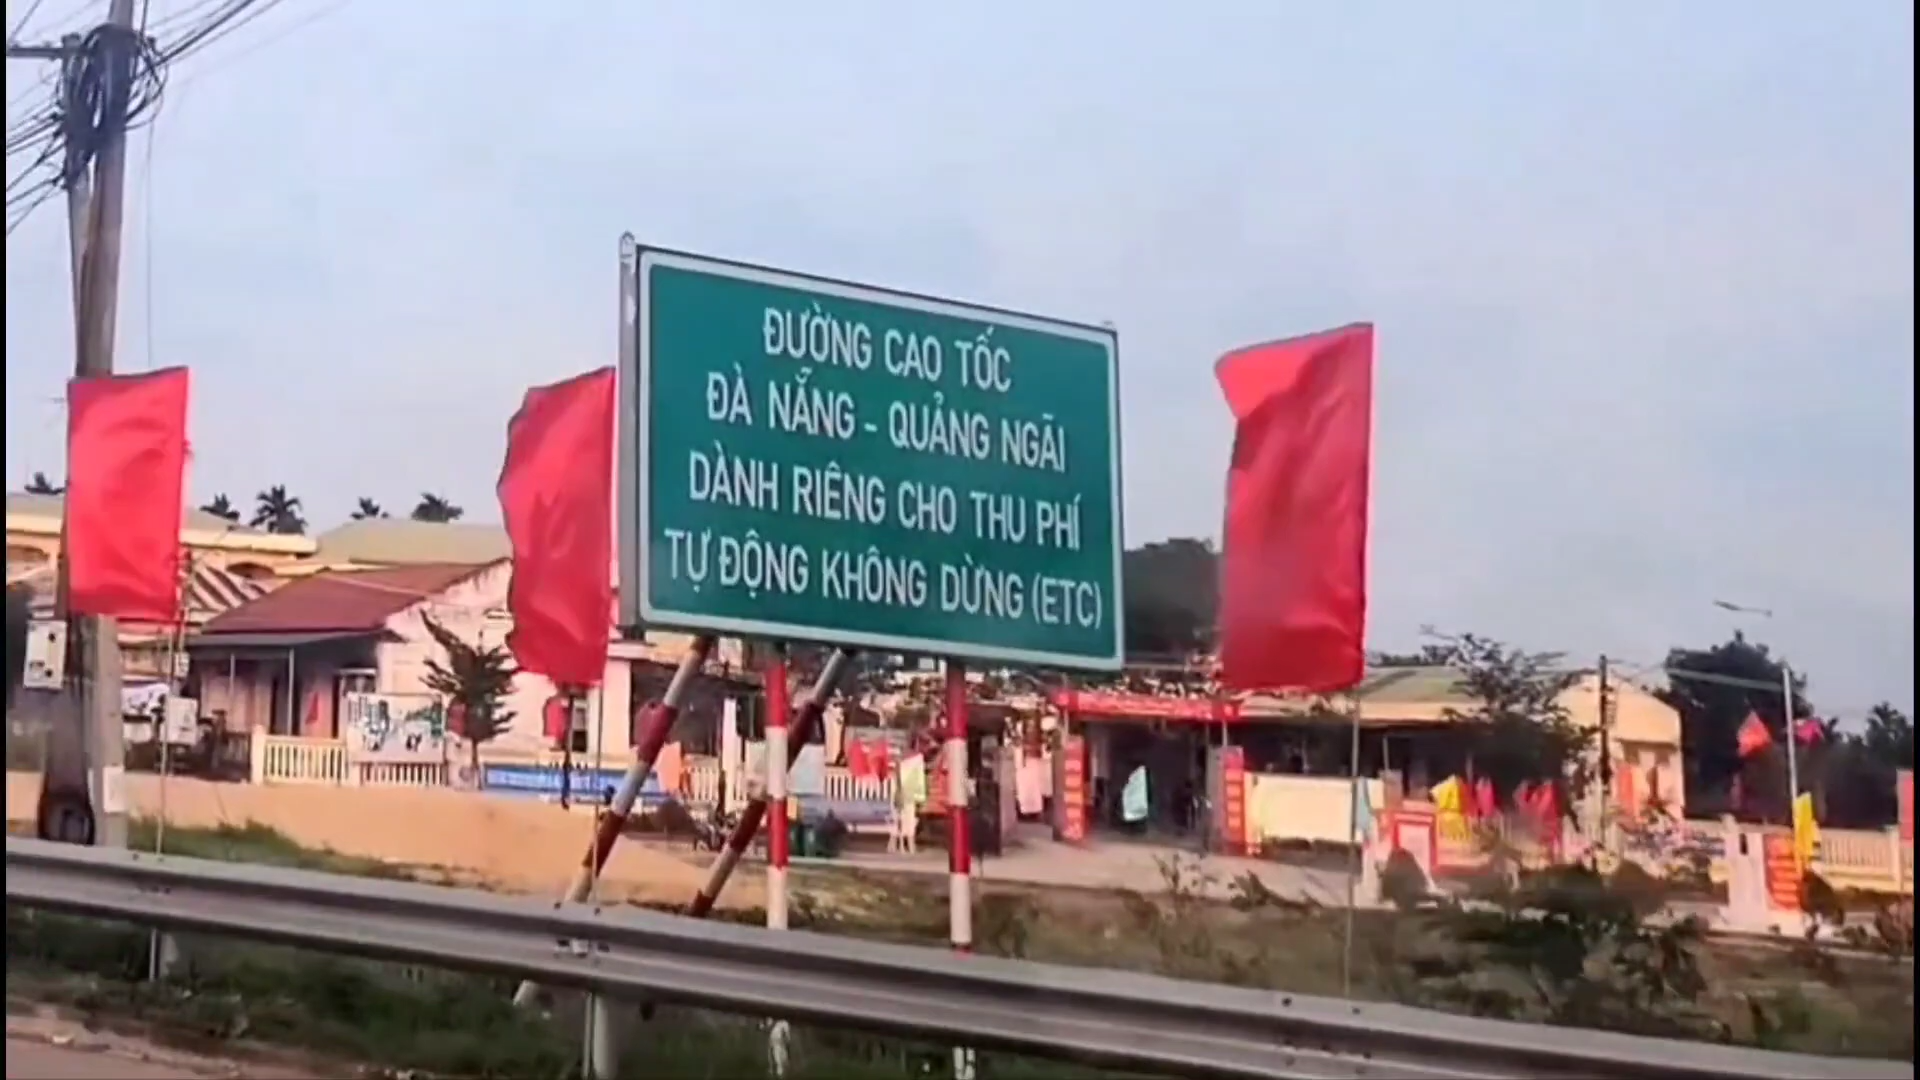 ĐƯỜNG CAO TỐC
ĐÀ NẴNG - QUẢNG NGÃI
DÀNH RIÊNG CHO THU PHÍ
TỰ ĐỘNG KHÔNG DỪNG (ETC)